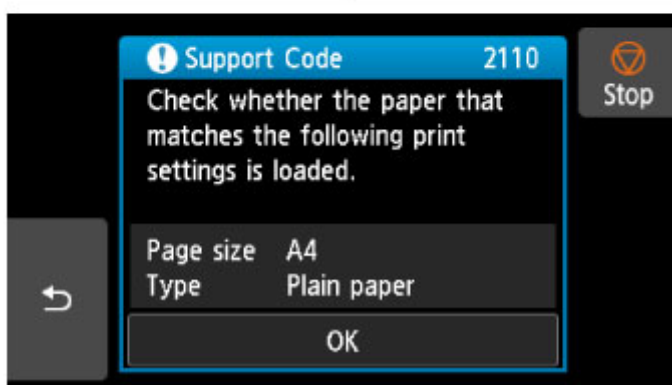 Support Code 2110
Stop
Check whether the paper that
matches the following print
settings is loaded.
Page size A4
Type Plain paper
OK